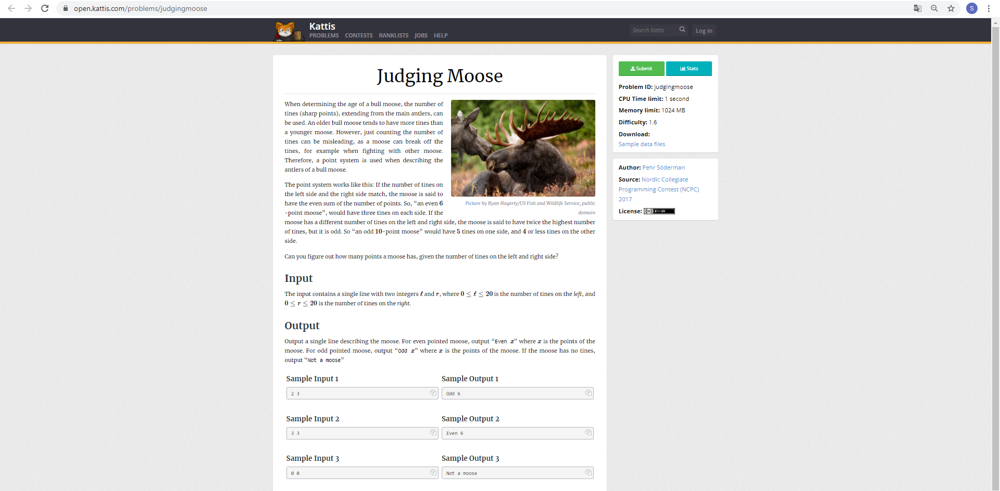 open.kattis.com/problems/judgingmoose
S
Kattis
PROBLEMS CONTESTS RANKLISTS JOBS HELP
Search Kattis
Log in
Judging Moose
When determining the age of a bull moose, the number of
tines (sharp points), extending from the main antlers, can
be used. An older bull moose tends to have more tines than
a younger moose. However, just counting the number of
tines can be misleading, as a moose can break off the
tines, for example when fighting with other moose.
Therefore, a point system is used when describing the
antlers of a bull moose.
Picture by Ryan Hagerty/US Fish and Wildlife Service, public
domain
The point system works like this: If the number of tines on
the left side and the right side match, the moose is said to
have the even sum of the number of points. So, “an even 6
-point moose”, would have three tines on each side. If the
moose has a different number of tines on the left and right side, the moose is said to have twice the highest number
of tines, but it is odd. So “an odd 10-point moose” would have 5 tines on one side, and 4 or less tines on the other
side.
Can you figure out how many points a moose has, given the number of tines on the left and right side?
Input
The input contains a single line with two integers ℓ and r, where 0 ≤ ℓ ≤ 20 is the number of tines on the left, and
0 ≤ r ≤ 20 is the number of tines on the right.
Output
Output a single line describing the moose. For even pointed moose, output “Even x” where x is the points of the
moose. For odd pointed moose, output “Odd x” where x is the points of the moose. If the moose has no tines,
output “Not a moose”
Sample Input 1
Sample Output 1
2 3
Odd 6
Sample Input 2
Sample Output 2
3 3
Even 6
Sample Input 3
Sample Output 3
0 0
Not a moose
Submit
Stats
Problem ID: judgingmoose
CPU Time limit: 1 second
Memory limit: 1024 MB
Difficulty: 1.6
Download:
Sample data files
Author: Pehr Söderman
Source: Nordic Collegiate
Programming Contest (NCPC)
2017
License: cc BY-SA